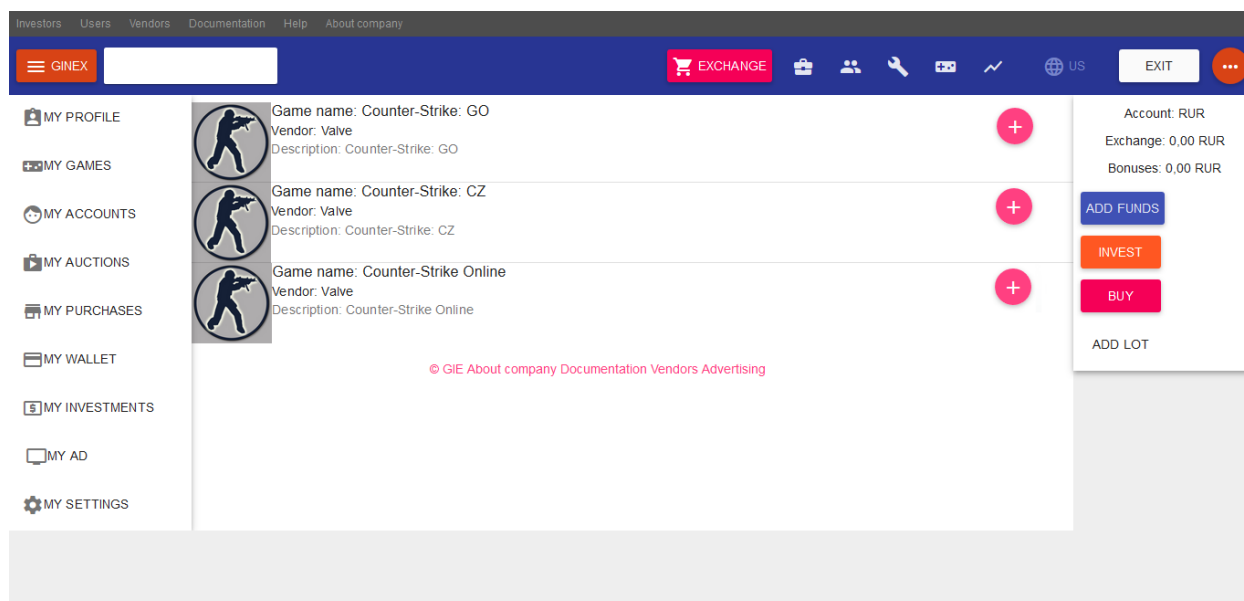 Investors Users Vendors Documentation Help About company
GINEX
EXCHANGE
US
EXIT
MY PROFILE
MY GAMES
MY ACCOUNTS
MY AUCTIONS
MY PURCHASES
MY WALLET
MY INVESTMENTS
MY AD
MY SETTINGS
Game name: Counter-Strike: GO
Vendor: Valve
Description: Counter-Strike: GO
Game name: Counter-Strike: CZ
Vendor: Valve
Description: Counter-Strike: CZ
Game name: Counter-Strike Online
Vendor: Valve
Description: Counter-Strike Online
© GIE About company Documentation Vendors Advertising
Account: RUR
Exchange: 0,00 RUR
Bonuses: 0,00 RUR
ADD FUNDS
INVEST
BUY
ADD LOT